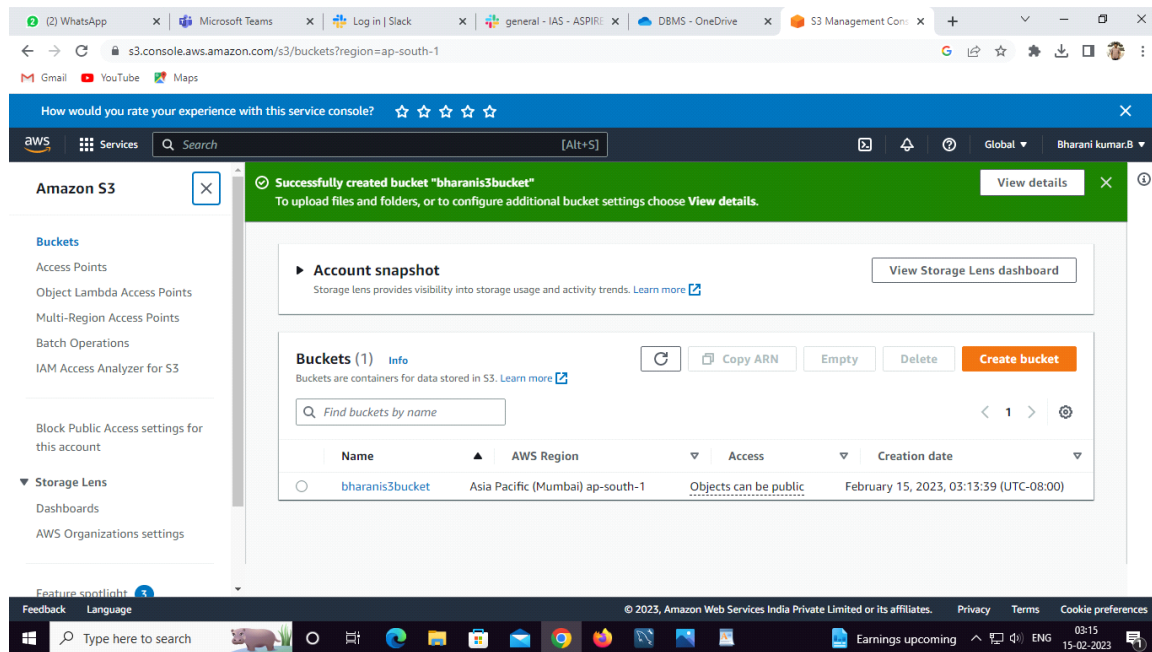 (2) WhatsApp
Microsoft Teams
Log in | Slack
general - IAS - ASPIRE
DBMS - OneDrive
S3 Management Cons
s3.console.aws.amazon.com/s3/buckets?region=ap-south-1
Gmail YouTube Maps
How would you rate your experience with this service console?
aws Services Search [Alt+S] Global Bharani kumar.B
Amazon S3
Buckets
Access Points
Object Lambda Access Points
Multi-Region Access Points
Batch Operations
IAM Access Analyzer for S3
Block Public Access settings for
this account
Storage Lens
Dashboards
AWS Organizations settings
Feature spotlight 3
Successfully created bucket "bharanis3bucket"
To upload files and folders, or to configure additional bucket settings choose View details.
View details
Account snapshot
Storage lens provides visibility into storage usage and activity trends. Learn more
View Storage Lens dashboard
Buckets (1) Info
Buckets are containers for data stored in S3. Learn more
Copy ARN Empty Delete Create bucket
Find buckets by name
1
Name AWS Region Access Creation date
bharanis3bucket Asia Pacific (Mumbai) ap-south-1 Objects can be public February 15, 2023, 03:13:39 (UTC-08:00)
Feedback Language © 2023, Amazon Web Services India Private Limited or its affiliates. Privacy Terms Cookie preferences
Type here to search Earnings upcoming ENG
03:15
15-02-2023
1